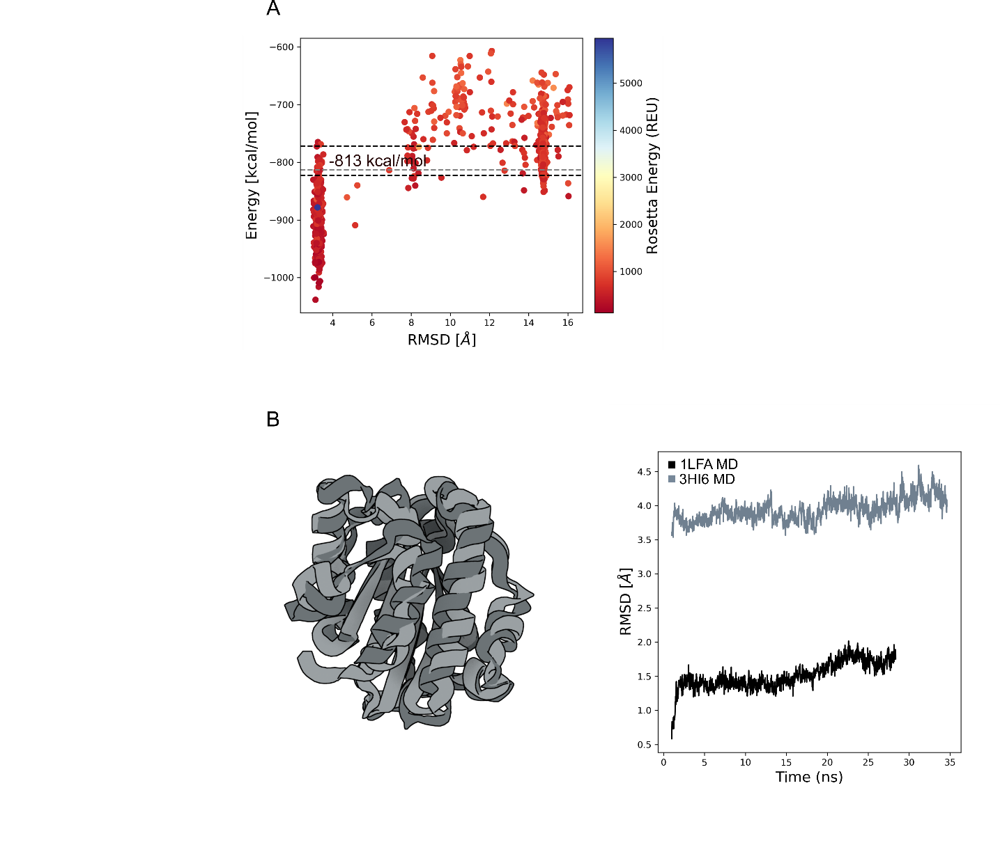 A
−600
−700
−800
−900
−1000
Energy [kcal/mol]
-813 kcal/mol
4 6 8 10 12 14 16
RMSD [Å]
5000
4000
3000
2000
1000
Rosetta Energy (REU)
B
1LFA MD
3HI6 MD
4.5
4.0
3.5
3.0
2.5
2.0
1.5
1.0
0.5
RMSD [Å]
0 5 10 15 20 25 30 35
Time (ns)